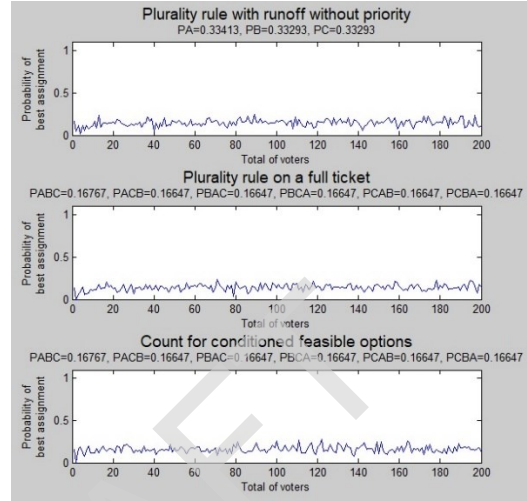 Plurality rule with runoff without priority
PA=0.33413, PB=0.33293, PC=0.33293
Probability of
best assignment
1
0.5
0
0 20 40 60 80 100 120 140 160 180 200
Total of voters
Plurality rule on a full ticket
PABC=0.16767, PACB=0.16647, PBAC=0.16647, PBCA=0.16647, PCAB=0.16647, PCBA=0.16647
Probability of
best assignment
1
0.5
0
0 20 40 60 80 100 120 140 160 180 200
Total of voters
Count for conditioned feasible options
PABC=0.16767, PACB=0.16647, PBAC=0.16647, PBCA=0.16647, PCAB=0.16647, PCBA=0.16647
Probability of
best assignment
1
0.5
0
0 20 40 60 80 100 120 140 160 180 200
Total of voters